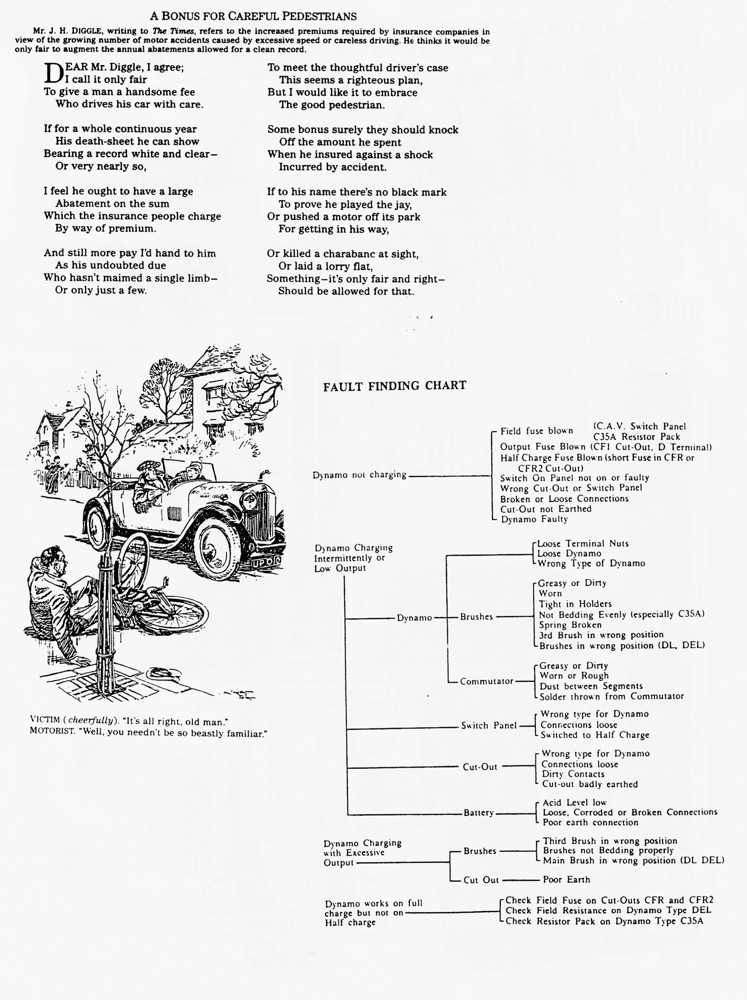 A BONUS FOR CAREFUL PEDESTRIANS
Mr. J. H. DIGGLE, writing to The Times, refers to the increased premiums required by insurance companies in
view of the growing number of motor accidents caused by excessive speed or careless driving. He thinks it would be
only fair to augment the annual abatements allowed for a clean record.
DEAR Mr. Diggle, I agree;
I call it only fair
To give a man a handsome fee
Who drives his car with care.
If for a whole continuous year
His death-sheet he can show
Bearing a record white and clear—
Or very nearly so,
I feel he ought to have a large
Abatement on the sum
Which the insurance people charge
By way of premium.
And still more pay I'd hand to him
As his undoubted due
Who hasn't maimed a single limb—
Or only just a few.
To meet the thoughtful driver's case
This seems a righteous plan,
But I would like it to embrace
The good pedestrian.
Some bonus surely they should knock
Off the amount he spent
When he insured against a shock
Incurred by accident.
If to his name there's no black mark
To prove he played the jay,
Or pushed a motor off its park
For getting in his way,
Or killed a charabanc at sight,
Or laid a lorry flat,
Something—it's only fair and right—
Should be allowed for that.
UP 0 10
VICTIM (cheerfully). "It's all right, old man."
MOTORIST. "Well, you needn't be so beastly familiar."
FAULT FINDING CHART
Dynamo not charging
Field fuse blown (C.A.V. Switch Panel
C35A Resistor Pack
Output Fuse Blown (CF1 Cut-Out, D Terminal)
Half Charge Fuse Blown (short Fuse in CFR or
CFR2 Cut-Out)
Switch On Panel not on or faulty
Wrong Cut-Out or Switch Panel
Broken or Loose Connections
Cut-Out not Earthed
Dynamo Faulty
Dynamo Charging
Intermittently or
Low Output
Dynamo
Loose Terminal Nuts
Loose Dynamo
Wrong Type of Dynamo
Brushes
Greasy or Dirty
Worn
Tight in Holders
Not Bedding Evenly (especially C35A)
Spring Broken
3rd Brush in wrong position
Brushes in wrong position (DL, DEL)
Commutator
Greasy or Dirty
Worn or Rough
Dust between Segments
Solder thrown from Commutator
Switch Panel
Wrong type for Dynamo
Connections loose
Switched to Half Charge
Cut-Out
Wrong type for Dynamo
Connections loose
Dirty Contacts
Cut-out badly earthed
Battery
Acid Level low
Loose, Corroded or Broken Connections
Poor earth connection
Dynamo Charging
with Excessive
Output
Brushes
Third Brush in wrong position
Brushes not Bedding properly
Main Brush in wrong position (DL DEL)
Cut Out
Poor Earth
Dynamo works on full
charge but not on
Half charge
Check Field Fuse on Cut-Outs CFR and CFR2
Check Field Resistance on Dynamo Type DEL
Check Resistor Pack on Dynamo Type C35A